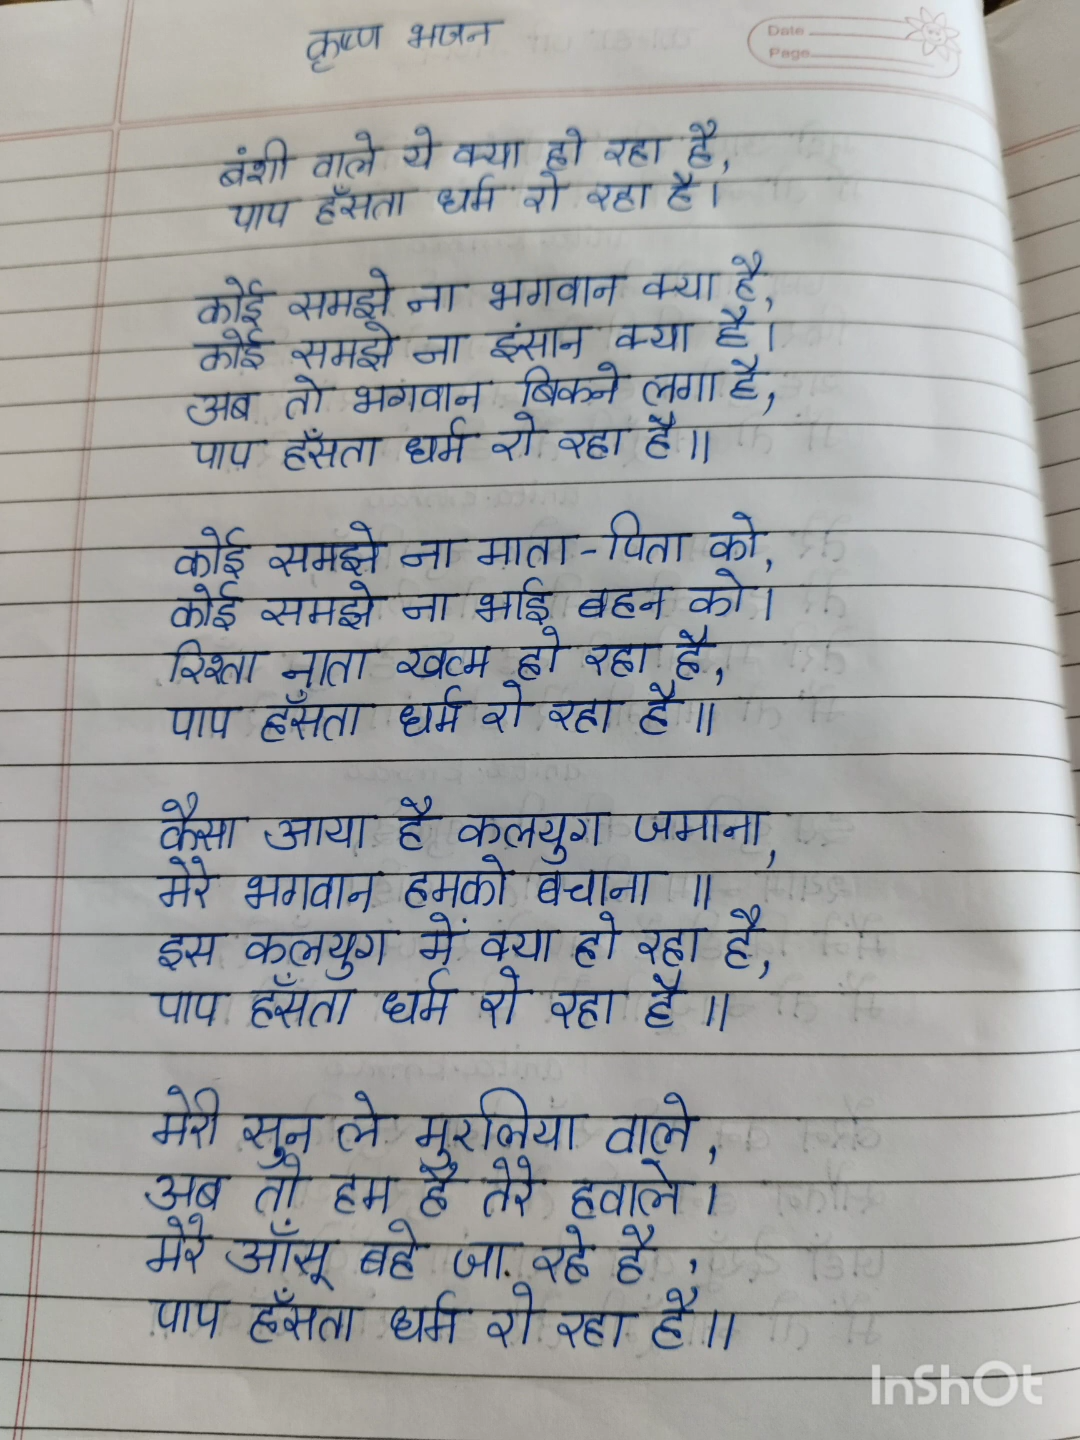 कृष्ण भजन
Date
Page
बंशी वाले ये क्या हो रहा है,
पाप हँसता धर्म रो रहा है।
कोई समझे ना भगवान क्या है,
कोई समझे ना इंसान क्या है।
अब तो भगवान बिकने लगा है,
पाप हँसता धर्म रो रहा है॥
कोई समझे ना माता-पिता को,
कोई समझे ना भाई बहन को।
रिश्ता नाता खत्म हो रहा है,
पाप हँसता धर्म रो रहा है॥
कैसा आया है कलयुग जमाना,
मेरे भगवान हमको बचाना ॥
इस कलयुग में क्या हो रहा है,
पाप हँसता धर्म रो रहा है ॥
मेरी सुन ले मुरलिया वाले,
अब तो हम है तेरे हवाले।
मेरे आँसू बहे जा रहे है,
पाप हँसता धर्म रो रहा है॥
InShOt